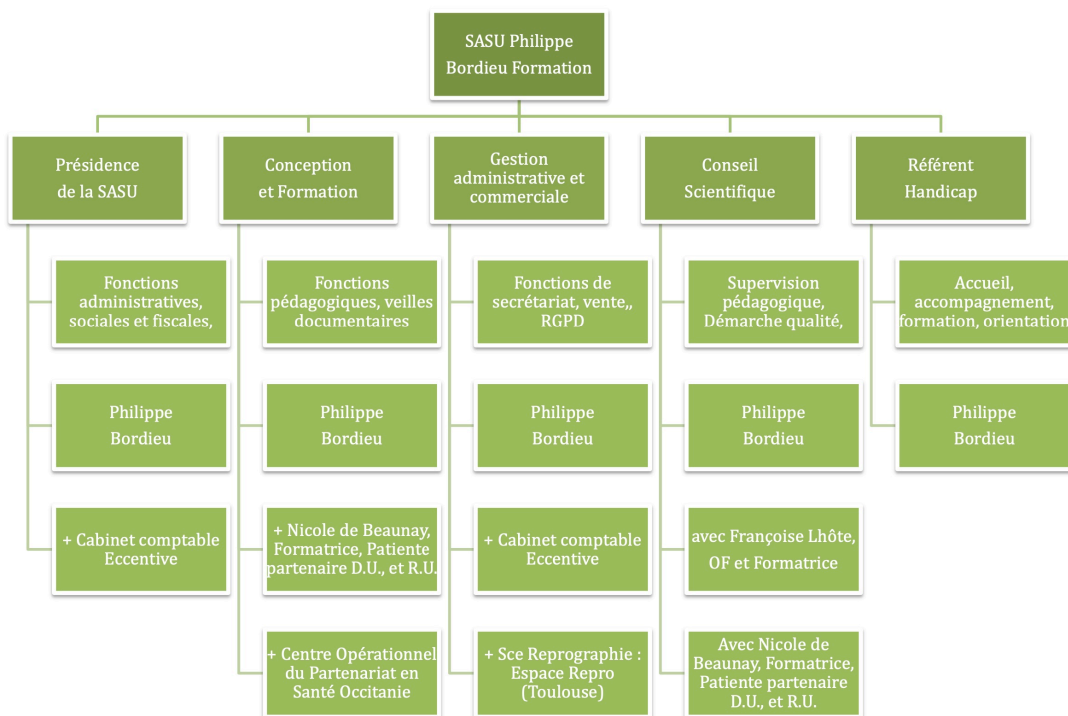 SASU Philippe
Bordieu Formation
Présidence
de la SASU
Conception
et Formation
Gestion
administrative et
commerciale
Conseil
Scientifique
Référent
Handicap
Fonctions
administratives,
sociales et fiscales,
Fonctions
pédagogiques, veilles
documentaires
Fonctions de
secrétariat, vente,,
RGPD
Supervision
pédagogique,
Démarche qualité,
Accueil,
accompagnement,
formation, orientation
Philippe
Bordieu
Philippe
Bordieu
Philippe
Bordieu
Philippe
Bordieu
Philippe
Bordieu
+ Cabinet comptable
Eccentive
+ Nicole de Beaunay,
Formatrice, Patiente
partenaire D.U., et R.U.
+ Cabinet comptable
Eccentive
avec Françoise Lhôte,
OF et Formatrice
+ Centre Opérationnel
du Partenariat en
Santé Occitanie
+ Sce Reprographie :
Espace Repro
(Toulouse)
Avec Nicole de
Beaunay, Formatrice,
Patiente partenaire
D.U., et R.U.